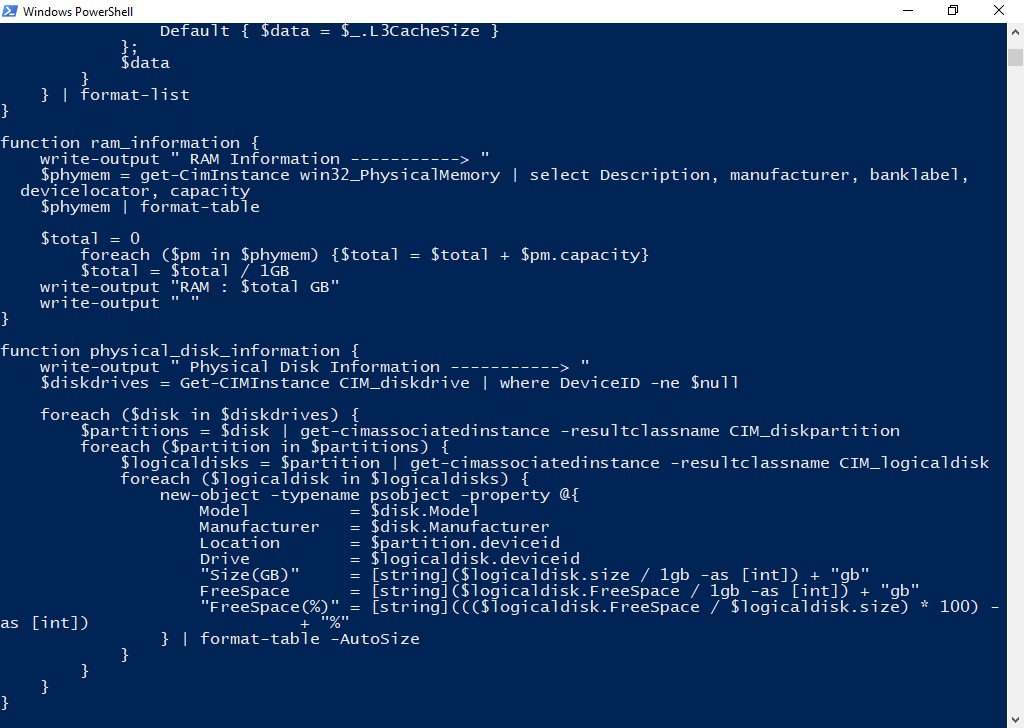 Windows PowerShell
                Default { $data = $_.L3CacheSize }
            };
            $data
        }
    } | format-list
}

function ram_information {
    write-output " RAM Information -----------> "
    $phymem = get-CimInstance win32_PhysicalMemory | select Description, manufacturer, banklabel,
  devicelocator, capacity
    $phymem | format-table

    $total = 0
        foreach ($pm in $phymem) {$total = $total + $pm.capacity}
        $total = $total / 1GB
    write-output "RAM : $total GB"
    write-output " "
}

function physical_disk_information {
    write-output " Physical Disk Information -----------> "
    $diskdrives = Get-CIMInstance CIM_diskdrive | where DeviceID -ne $null

    foreach ($disk in $diskdrives) {
        $partitions = $disk | get-cimassociatedinstance -resultclassname CIM_diskpartition
        foreach ($partition in $partitions) {
            $logicaldisks = $partition | get-cimassociatedinstance -resultclassname CIM_logicaldisk
            foreach ($logicaldisk in $logicaldisks) {
                new-object -typename psobject -property @{
                    Model          = $disk.Model
                    Manufacturer   = $disk.Manufacturer
                    Location       = $partition.deviceid
                    Drive          = $logicaldisk.deviceid
                    "Size(GB)"     = [string]($logicaldisk.size / 1gb -as [int]) + "gb"
                    FreeSpace      = [string]($logicaldisk.FreeSpace / 1gb -as [int]) + "gb"
                    "FreeSpace(%)" = [string]((($logicaldisk.FreeSpace / $logicaldisk.size) * 100) -
as [int])                     + "%"
                } | format-table -AutoSize
            }
        }
    }
}